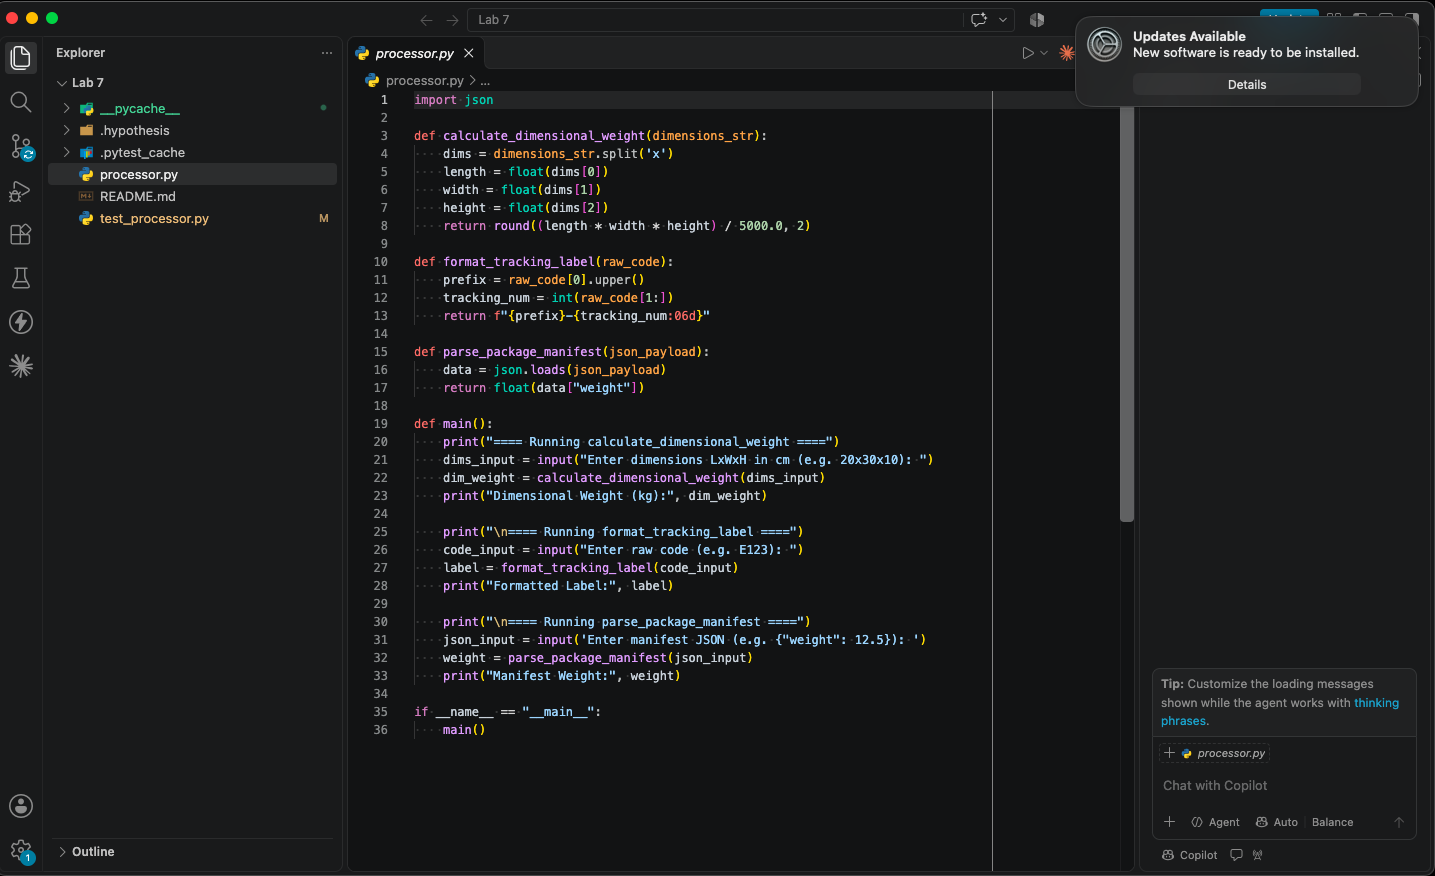 Lab 7
Updates Available
New software is ready to be installed.
Details
Explorer
Lab 7
__pycache__
.hypothesis
.pytest_cache
processor.py
README.md
test_processor.py M
Outline
1
processor.py
processor.py > ...
1 import json
2
3 def calculate_dimensional_weight(dimensions_str):
4     dims = dimensions_str.split('x')
5     length = float(dims[0])
6     width = float(dims[1])
7     height = float(dims[2])
8     return round((length * width * height) / 5000.0, 2)
9
10 def format_tracking_label(raw_code):
11     prefix = raw_code[0].upper()
12     tracking_num = int(raw_code[1:])
13     return f"{prefix}-{tracking_num:06d}"
14
15 def parse_package_manifest(json_payload):
16     data = json.loads(json_payload)
17     return float(data["weight"])
18
19 def main():
20     print("==== Running calculate_dimensional_weight ====")
21     dims_input = input("Enter dimensions LxWxH in cm (e.g. 20x30x10): ")
22     dim_weight = calculate_dimensional_weight(dims_input)
23     print("Dimensional Weight (kg):", dim_weight)
24
25     print("\n==== Running format_tracking_label ====")
26     code_input = input("Enter raw code (e.g. E123): ")
27     label = format_tracking_label(code_input)
28     print("Formatted Label:", label)
29
30     print("\n==== Running parse_package_manifest ====")
31     json_input = input('Enter manifest JSON (e.g. {"weight": 12.5}): ')
32     weight = parse_package_manifest(json_input)
33     print("Manifest Weight:", weight)
34
35 if __name__ == "__main__":
36     main()
Tip: Customize the loading messages
shown while the agent works with thinking
phrases.
processor.py
Chat with Copilot
Agent Auto Balance
Copilot